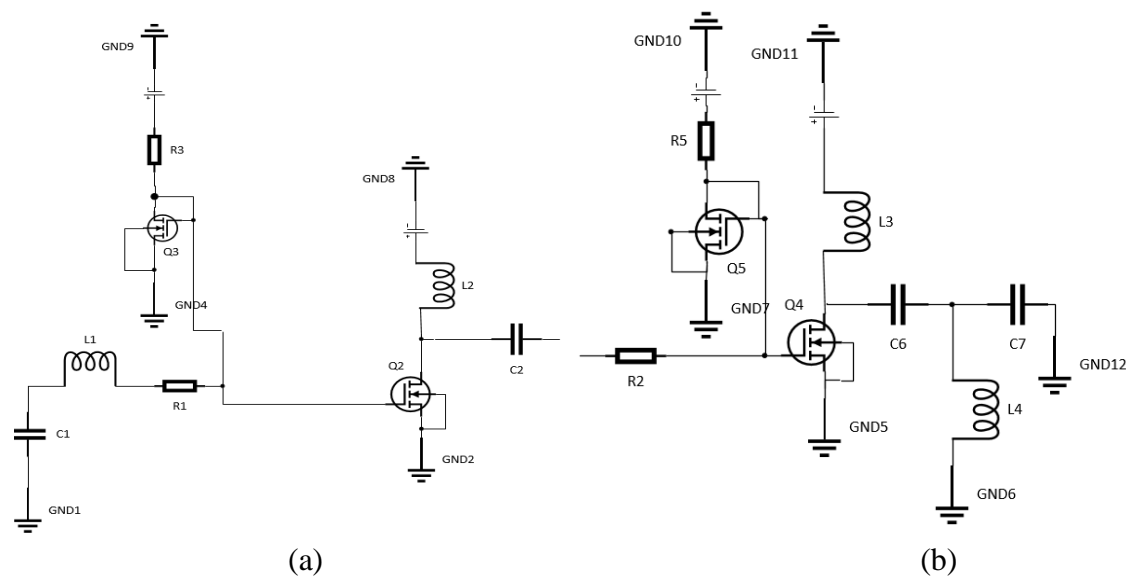 GND9
R3
Q3
GND4
L1
R1
C1
GND1
GND8
L2
Q2
C2
GND2
(a)
GND10
GND11
R5
L3
Q5
GND7
Q4
R2
C6
C7
GND12
GND5
L4
GND6
(b)